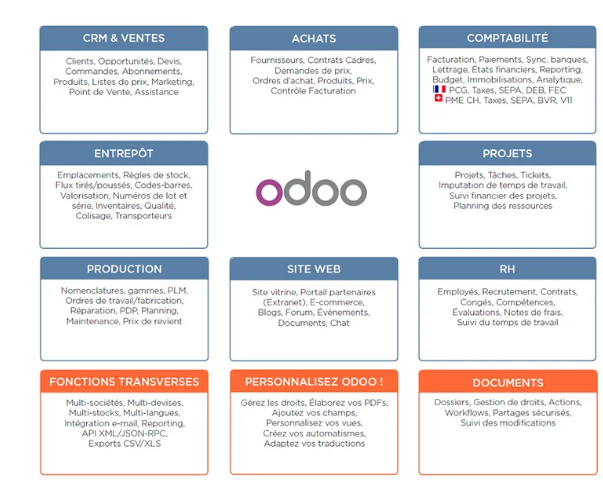 CRM & VENTES
Clients, Opportunités, Devis,
Commandes, Abonnements,
Produits, Listes de prix, Marketing,
Point de Vente, Assistance
ACHATS
Fournisseurs, Contrats Cadres,
Demandes de prix,
Ordres d'achat, Produits, Prix,
Contrôle Facturation
COMPTABILITÉ
Facturation, Paiements, Sync. banques,
Lettrage, États financiers, Reporting,
Budget, Immobilisations, Analytique,
PCG, Taxes, SEPA, DEB, FEC
PME CH, Taxes, SEPA, BVR, V11
ENTREPÔT
Emplacements, Règles de stock,
Flux tirés/poussés, Codes-barres,
Valorisation, Numéros de lot et
série, Inventaires, Qualité,
Colisage, Transporteurs
odoo
PROJETS
Projets, Tâches, Tickets,
Imputation de temps de travail,
Suivi financier des projets,
Planning des ressources
PRODUCTION
Nomenclatures, gammes, PLM,
Ordres de travail/fabrication,
Réparation, PDP, Planning,
Maintenance, Prix de revient
SITE WEB
Site vitrine, Portail partenaires
(Extranet), E-commerce,
Blogs, Forum, Événements,
Documents, Chat
RH
Employés, Recrutement, Contrats,
Congés, Compétences,
Évaluations, Notes de frais,
Suivi du temps de travail
FONCTIONS TRANSVERSES
Multi-sociétés, Multi-devises,
Multi-stocks, Multi-langues,
Intégration e-mail, Reporting,
API XML/JSON-RPC,
Exports CSV/XLS
PERSONNALISEZ ODOO !
Gérez les droits, Élaborez vos PDFs,
Ajoutez vos champs,
Personnalisez vos vues,
Créez vos automatismes,
Adaptez vos traductions
DOCUMENTS
Dossiers, Gestion de droits, Actions,
Workflows, Partages sécurisés,
Suivi des modifications